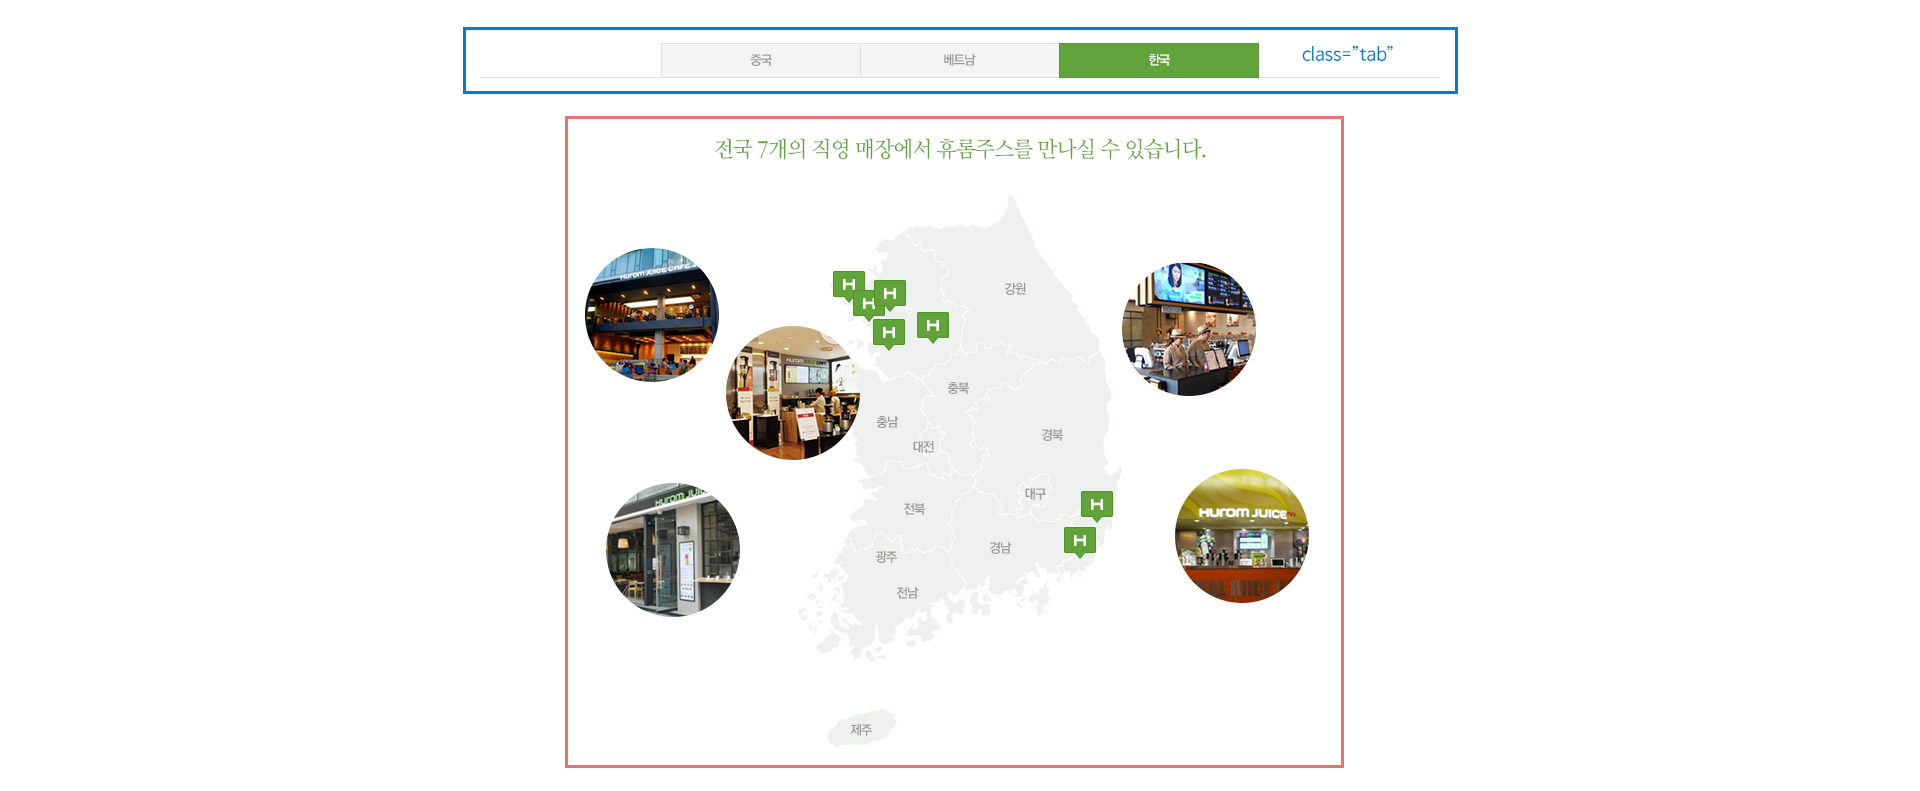 중국
베트남
한국
class=”tab”
전국 7개의 직영 매장에서 휴롬주스를 만나실 수 있습니다.
HUROM JUICE CAFE
H
H
H
H
H
강원
HUROM
CAFE
충북
충남
대전
경북
대구
H
HUROM
전북
HUROM JUICE
H
경남
광주
전남
JUICE
제주